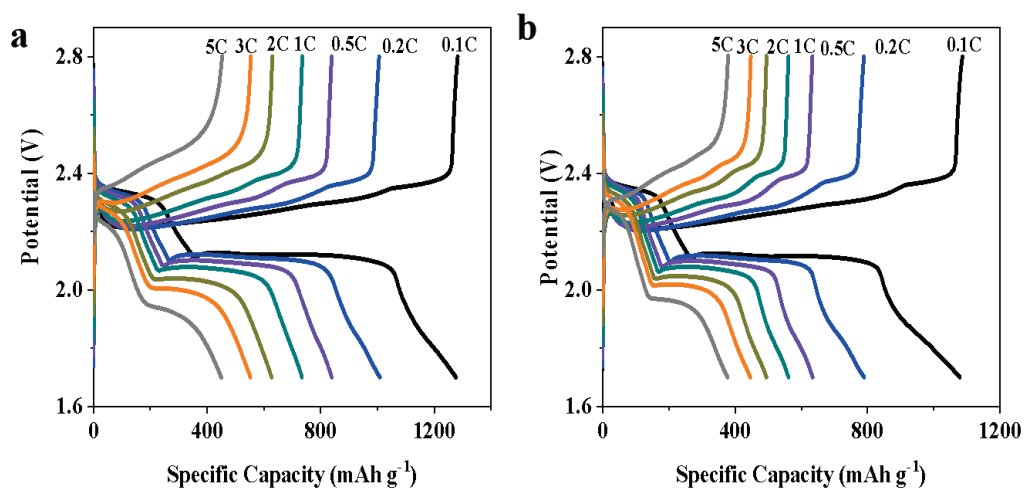 a
5C 3C 2C 1C 0.5C 0.2C 0.1C
2.8
2.4
2.0
1.6
Potential (V)
0 400 800 1200
Specific Capacity (mAh g⁻¹)
b
5C 3C 2C 1C 0.5C 0.2C 0.1C
2.8
2.4
2.0
1.6
Potential (V)
0 400 800 1200
Specific Capacity (mAh g⁻¹)